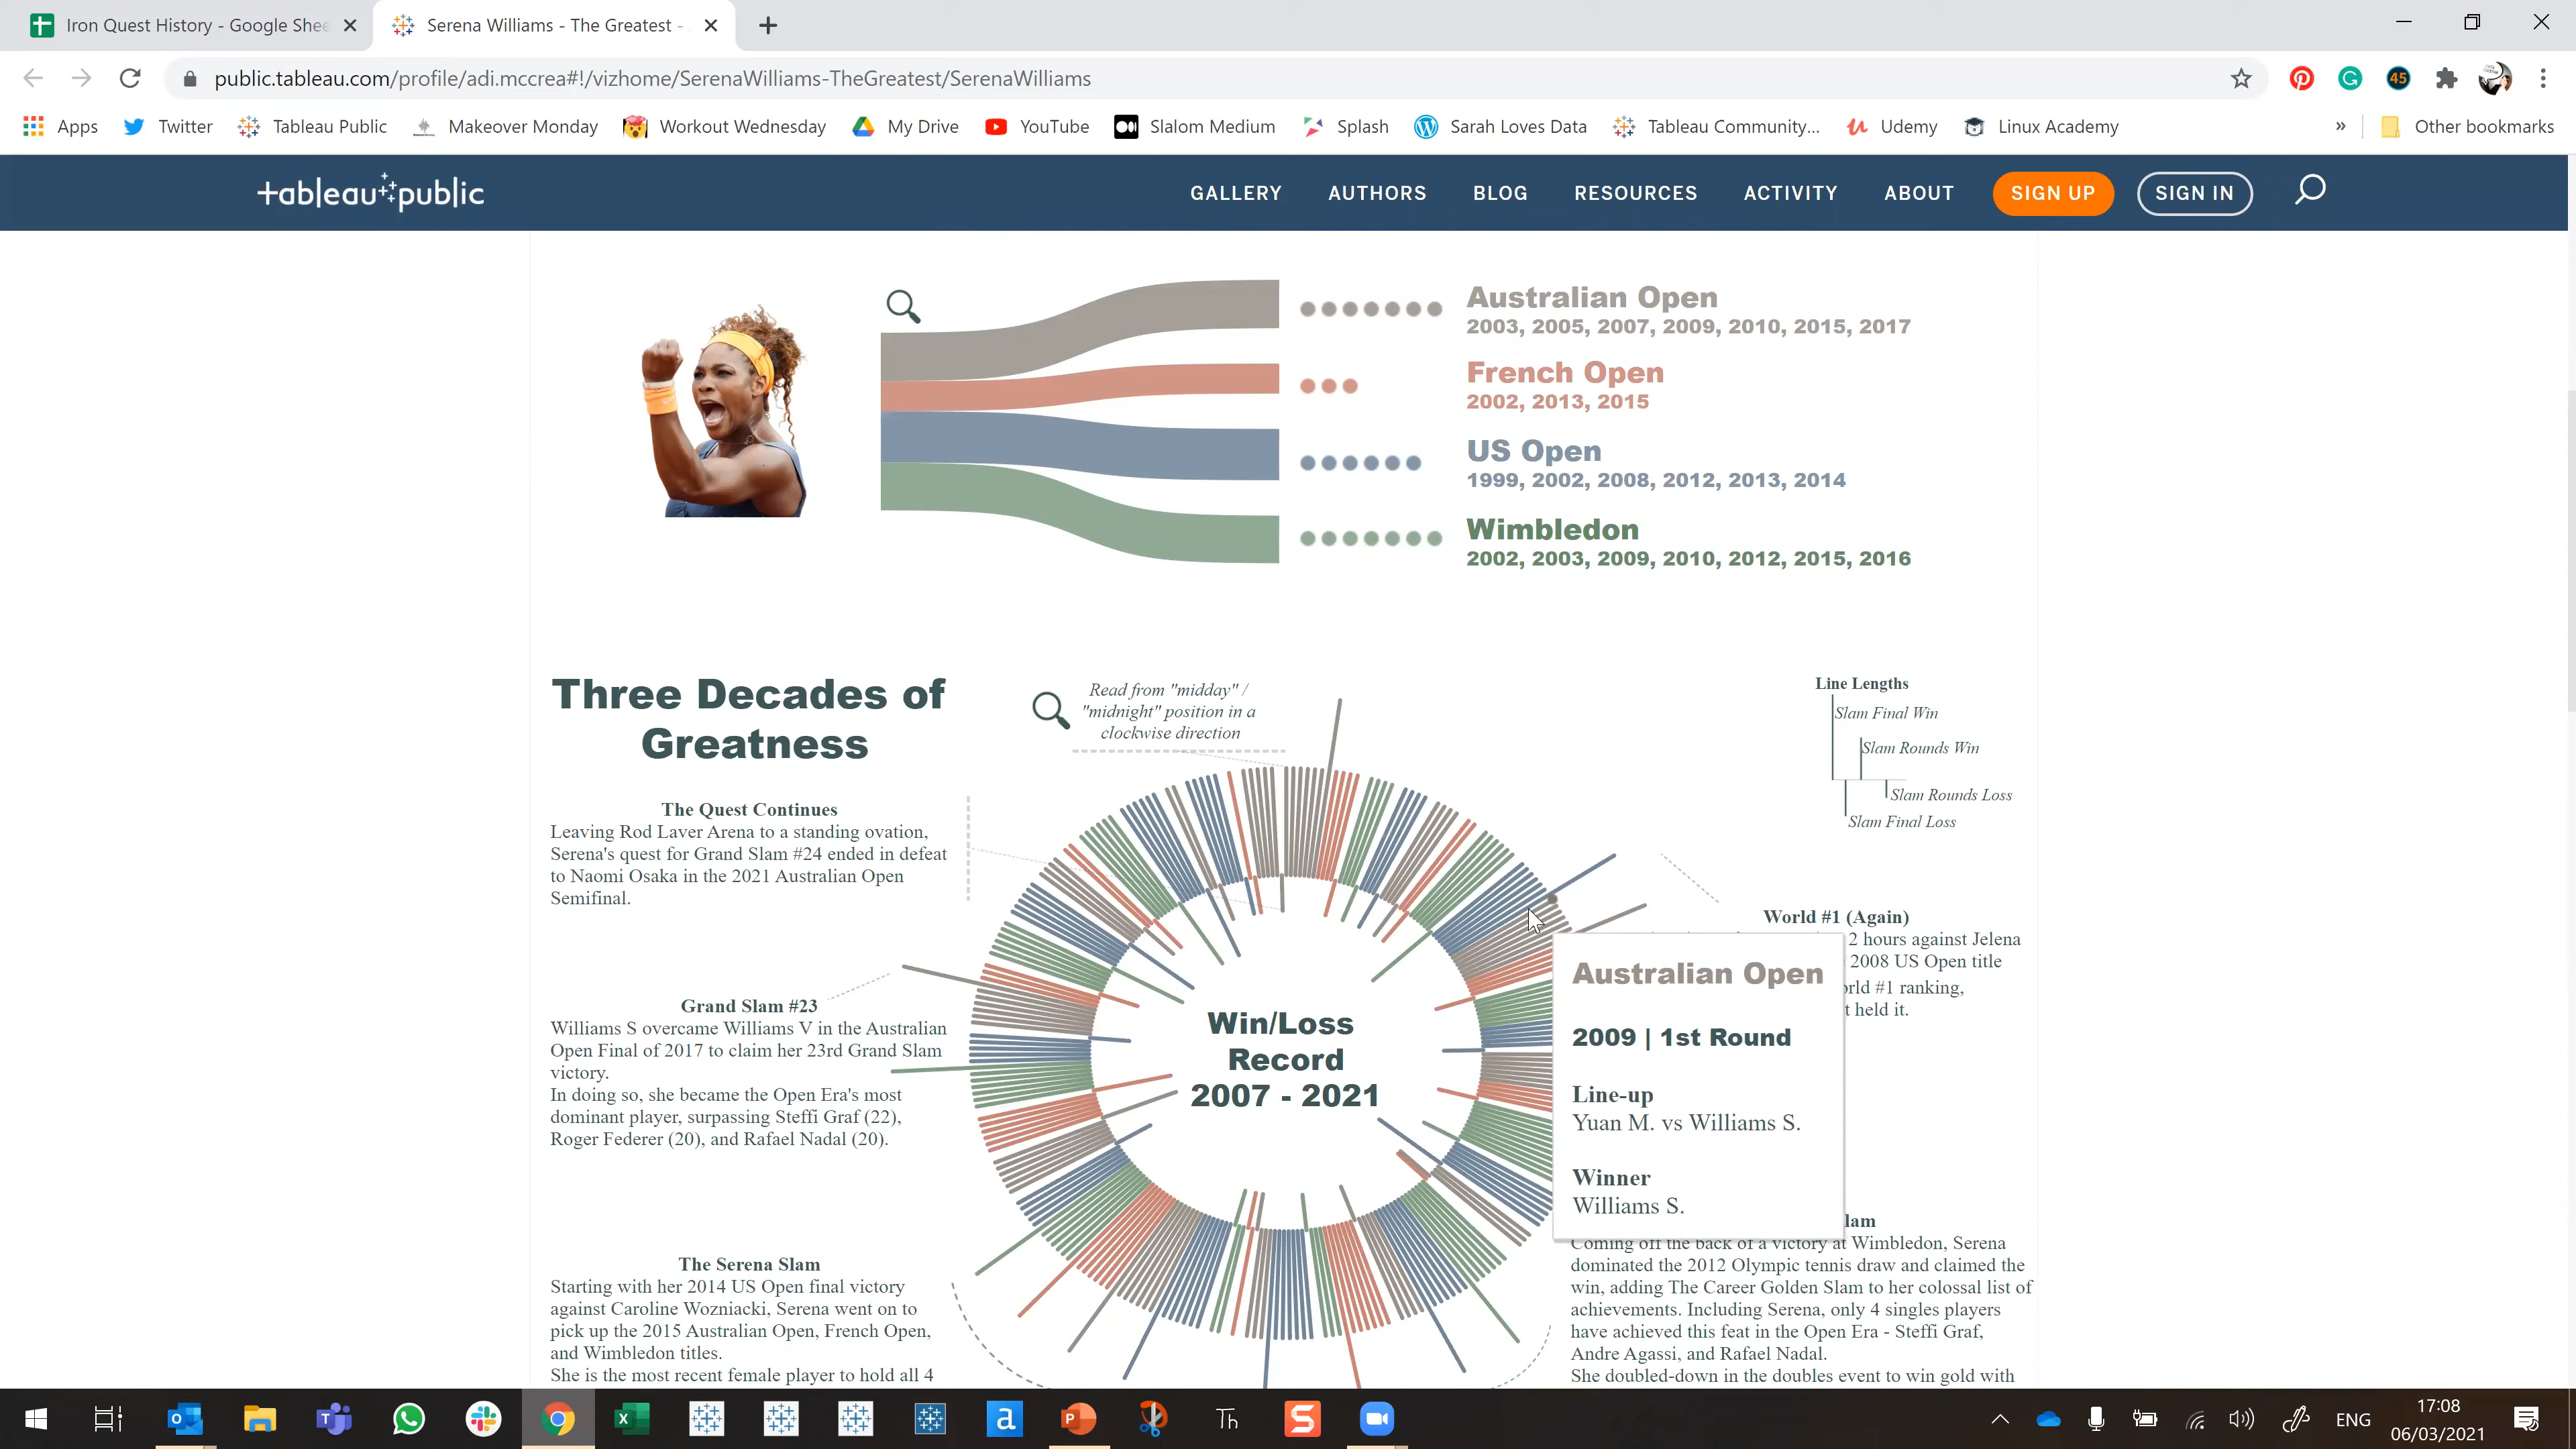 Iron Quest History - Google Shee
Serena Williams - The Greatest -
public.tableau.com/profile/adi.mccrea#!/vizhome/SerenaWilliams-TheGreatest/SerenaWilliams
45
Apps Twitter Tableau Public Makeover Monday Workout Wednesday My Drive YouTube Slalom Medium Splash Sarah Loves Data Tableau Community... Udemy Linux Academy » Other bookmarks
tableau public
GALLERY AUTHORS BLOG RESOURCES ACTIVITY ABOUT SIGN UP SIGN IN
Australian Open
2003, 2005, 2007, 2009, 2010, 2015, 2017
French Open
2002, 2013, 2015
US Open
1999, 2002, 2008, 2012, 2013, 2014
Wimbledon
2002, 2003, 2009, 2010, 2012, 2015, 2016
Three Decades of
Greatness
Read from "midday" /
"midnight" position in a
clockwise direction
Line Lengths
Slam Final Win
Slam Rounds Win
Slam Rounds Loss
Slam Final Loss
The Quest Continues
Leaving Rod Laver Arena to a standing ovation,
Serena's quest for Grand Slam #24 ended in defeat
to Naomi Osaka in the 2021 Australian Open
Semifinal.
World #1 (Again)
2 hours against Jelena
2008 US Open title
rld #1 ranking,
t held it.
Grand Slam #23
Williams S overcame Williams V in the Australian
Open Final of 2017 to claim her 23rd Grand Slam
victory.
In doing so, she became the Open Era's most
dominant player, surpassing Steffi Graf (22),
Roger Federer (20), and Rafael Nadal (20).
Win/Loss
Record
2007 - 2021
Australian Open
2009 | 1st Round
Line-up
Yuan M. vs Williams S.
Winner
Williams S.
The Serena Slam
Starting with her 2014 US Open final victory
against Caroline Wozniacki, Serena went on to
pick up the 2015 Australian Open, French Open,
and Wimbledon titles.
She is the most recent female player to hold all 4
lam
Coming off the back of a victory at Wimbledon, Serena
dominated the 2012 Olympic tennis draw and claimed the
win, adding The Career Golden Slam to her colossal list of
achievements. Including Serena, only 4 singles players
have achieved this feat in the Open Era - Steffi Graf,
Andre Agassi, and Rafael Nadal.
She doubled-down in the doubles event to win gold with
Th
ENG
17:08
06/03/2021